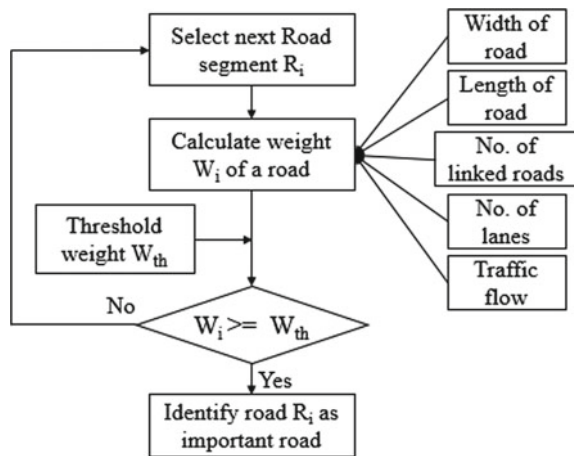 Select next Road
segment Ri
Calculate weight
Wi of a road
Threshold
weight Wth
No
Wi >= Wth
Yes
Identify road Ri as
important road
Width of
road
Length of
road
No. of
linked roads
No. of
lanes
Traffic
flow